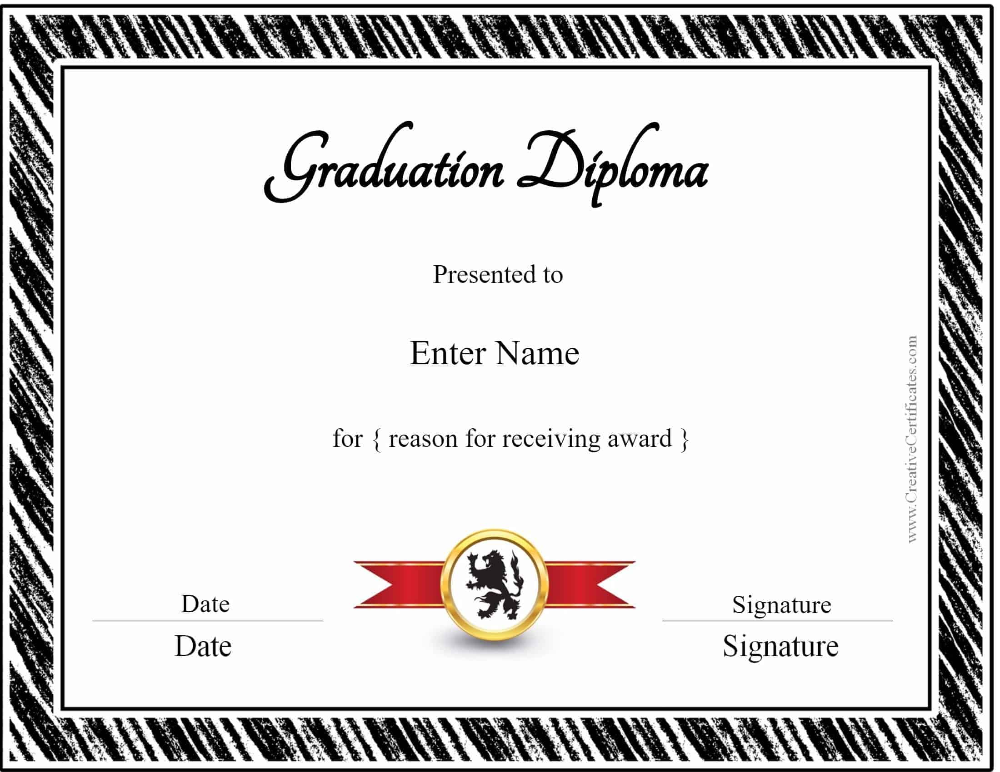 Graduation Diploma
Presented to
Enter Name
for { reason for receiving award }
www.CreativeCertificates.com
Date
Signature
Date
Signature